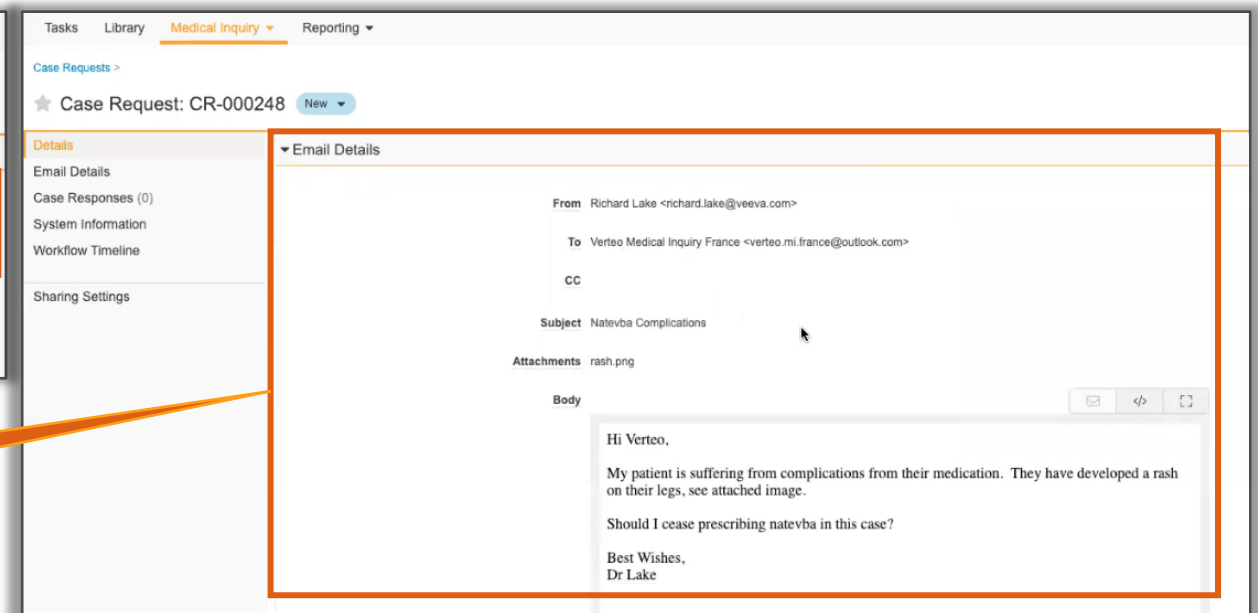 Tasks Library Medical Inquiry Reporting
Case Requests >
Case Request: CR-000248 New
Details
Email Details
Case Responses (0)
System Information
Workflow Timeline
Sharing Settings
Email Details
From Richard Lake <richard.lake@veeva.com>
To Verteo Medical Inquiry France <verteo.mi.france@outlook.com>
CC
Subject Natevba Complications
Attachments rash.png
Body
</>
Hi Verteo,
My patient is suffering from complications from their medication. They have developed a rash
on their legs, see attached image.
Should I cease prescribing natevba in this case?
Best Wishes,
Dr Lake